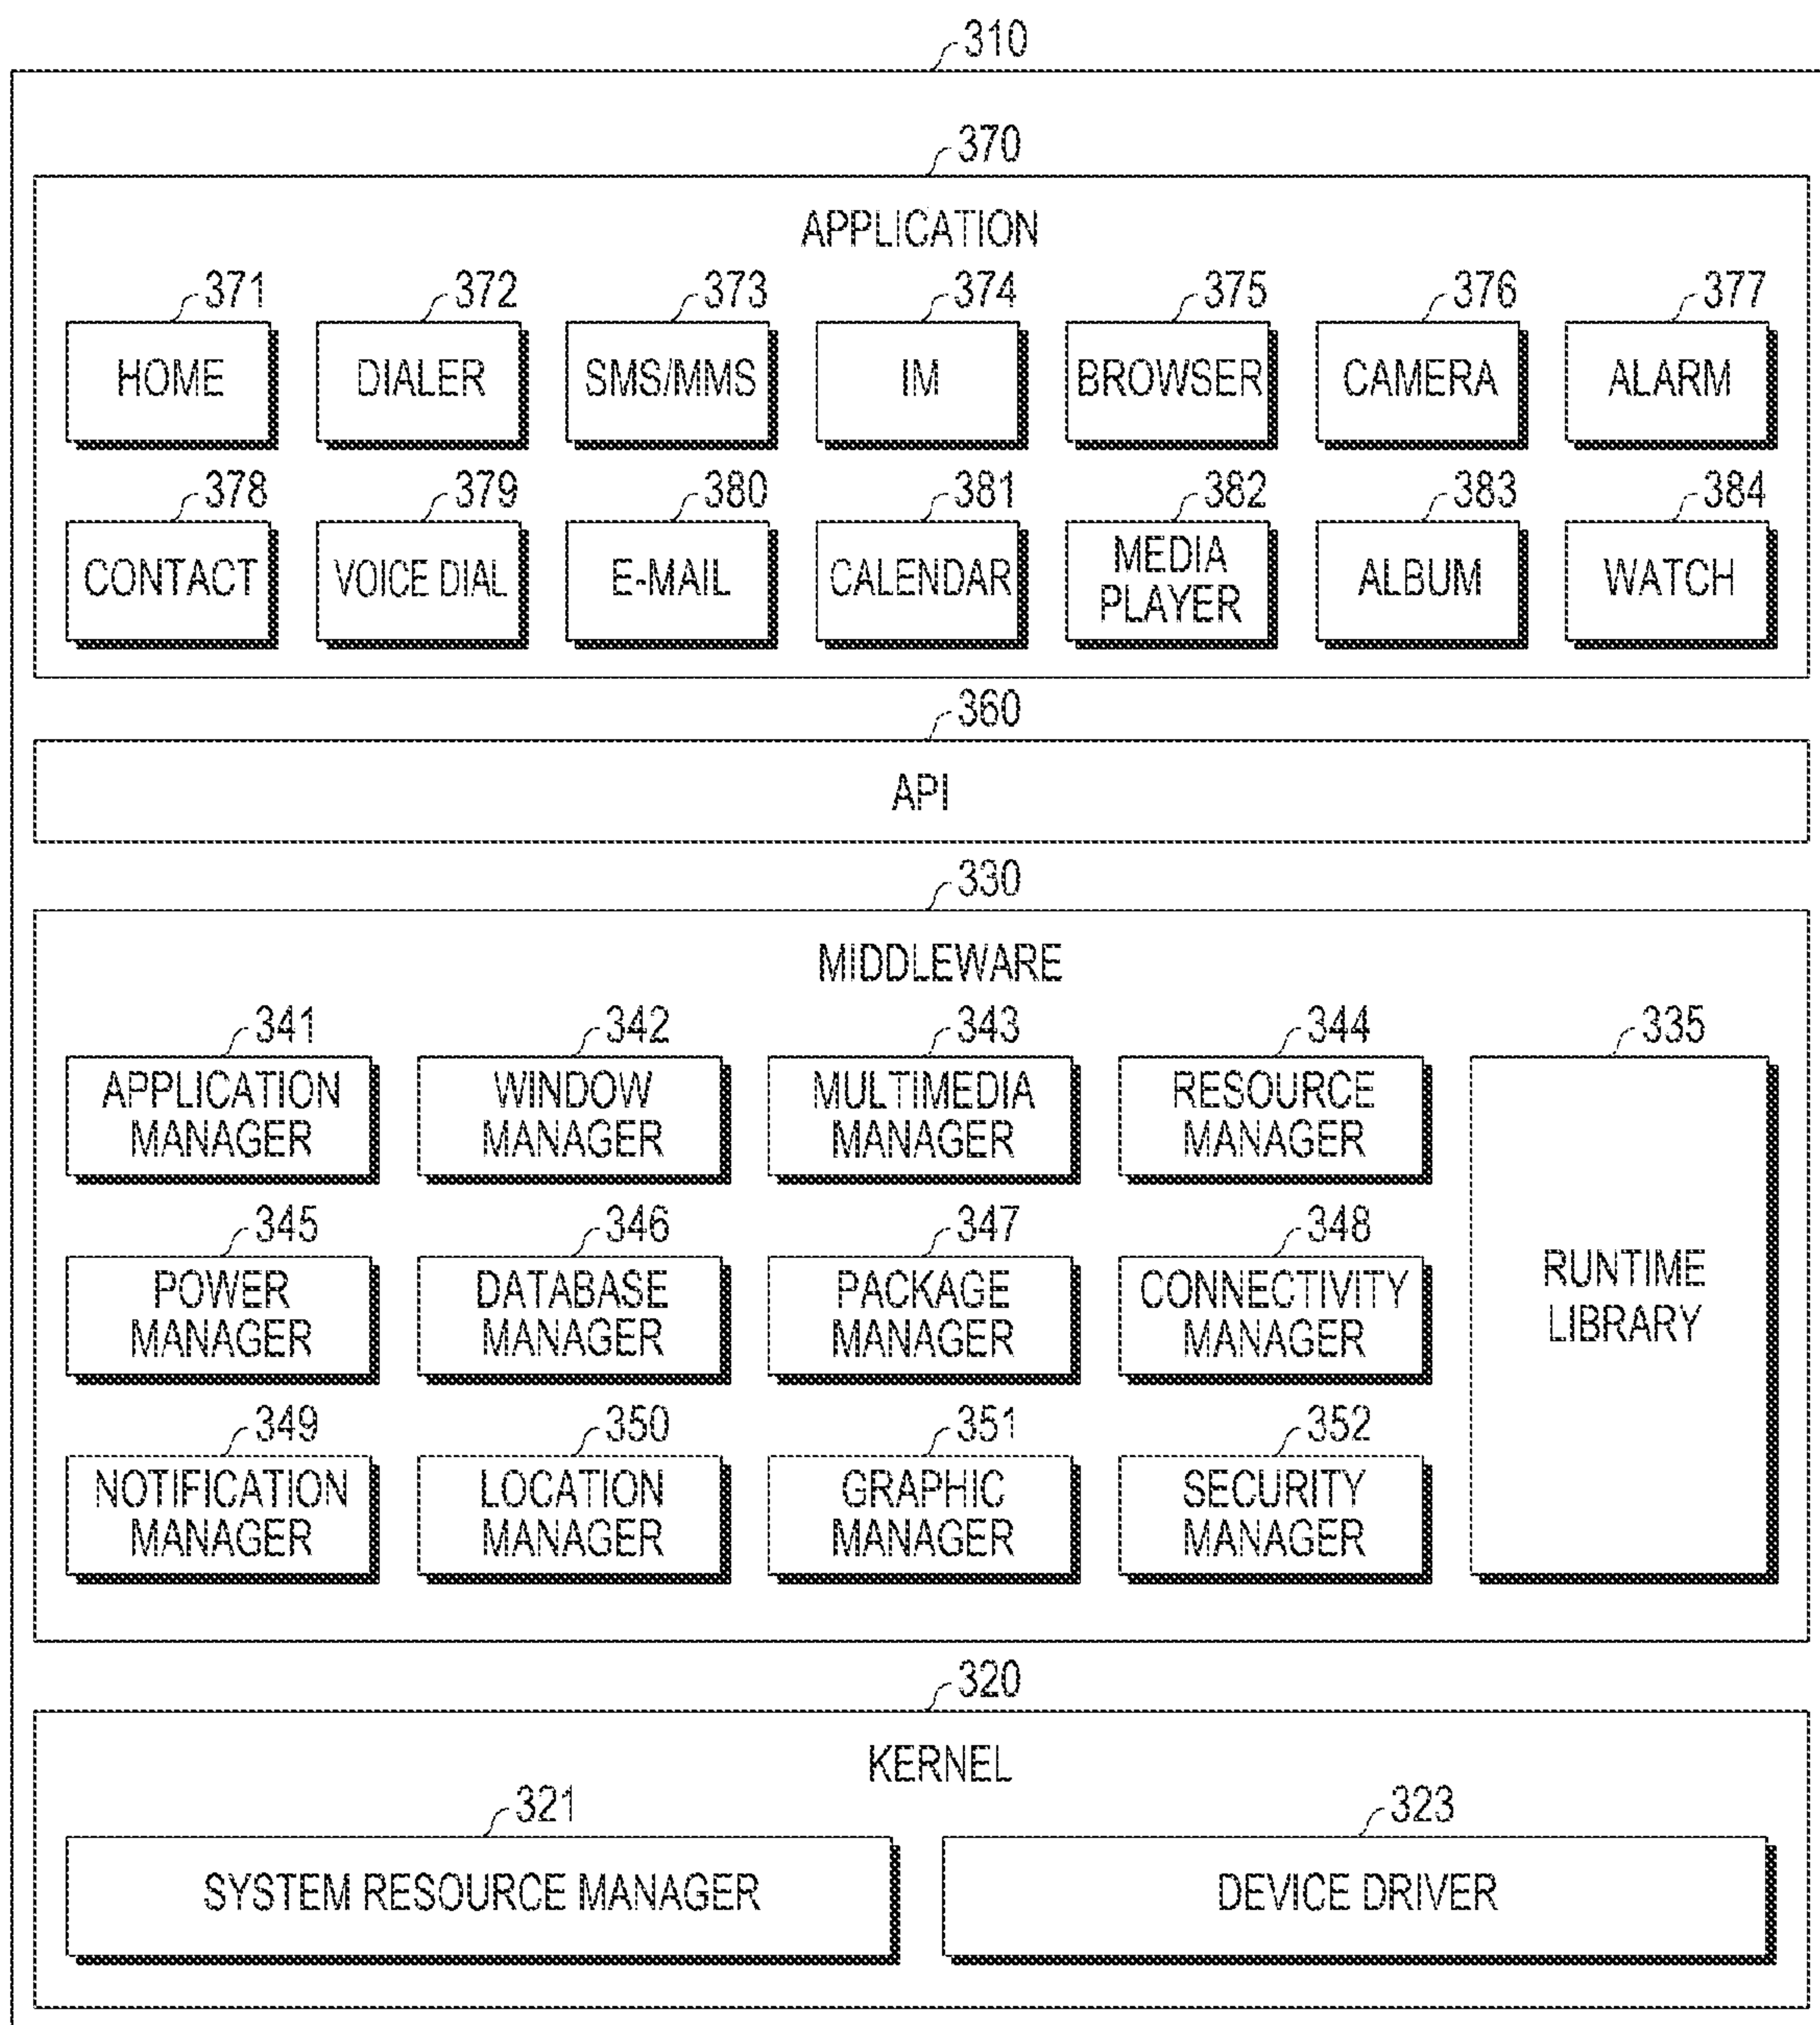 310
370
APPLICATION
371 372 373 374 375 376 377
HOME DIALER SMS/MMS IM BROWSER CAMERA ALARM
378 379 380 381 382 383 384
CONTACT VOICE DIAL E-MAIL CALENDAR MEDIA PLAYER ALBUM WATCH
360
API
330
MIDDLEWARE
341 342 343 344 335
APPLICATION MANAGER WINDOW MANAGER MULTIMEDIA MANAGER RESOURCE MANAGER
345 346 347 348
POWER MANAGER DATABASE MANAGER PACKAGE MANAGER CONNECTIVITY MANAGER RUNTIME LIBRARY
349 350 351 352
NOTIFICATION MANAGER LOCATION MANAGER GRAPHIC MANAGER SECURITY MANAGER
320
KERNEL
321 323
SYSTEM RESOURCE MANAGER DEVICE DRIVER